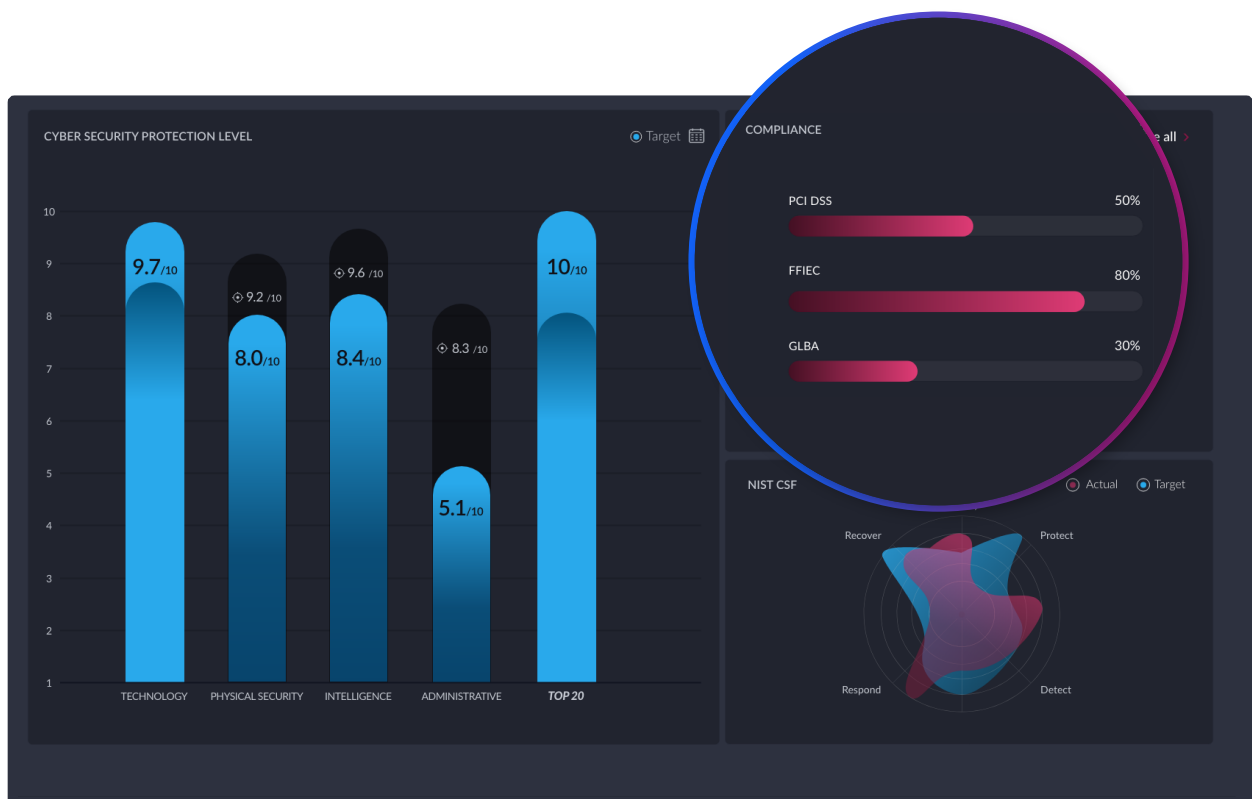 CYBER SECURITY PROTECTION LEVEL
Target
10
9
8
7
6
5
4
3
2
1
9.7/10
9.2 /10
8.0/10
9.6 /10
8.4/10
8.3 /10
5.1/10
10/10
TECHNOLOGY
PHYSICAL SECURITY
INTELLIGENCE
ADMINISTRATIVE
TOP 20
COMPLIANCE
all
PCI DSS
50%
FFIEC
80%
GLBA
30%
NIST CSF
Actual
Target
Recover
Protect
Respond
Detect